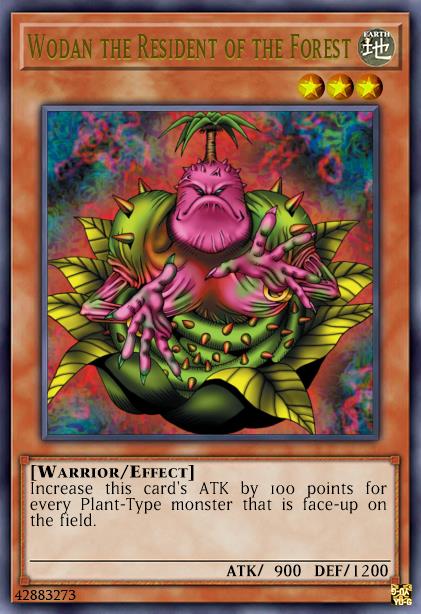 WODAN THE RESIDENT OF THE FOREST
EARTH
地
[WARRIOR/EFFECT]
Increase this card's ATK by 100 points for
every Plant-Type monster that is face-up on
the field.
ATK/ 900 DEF/1200
42883273